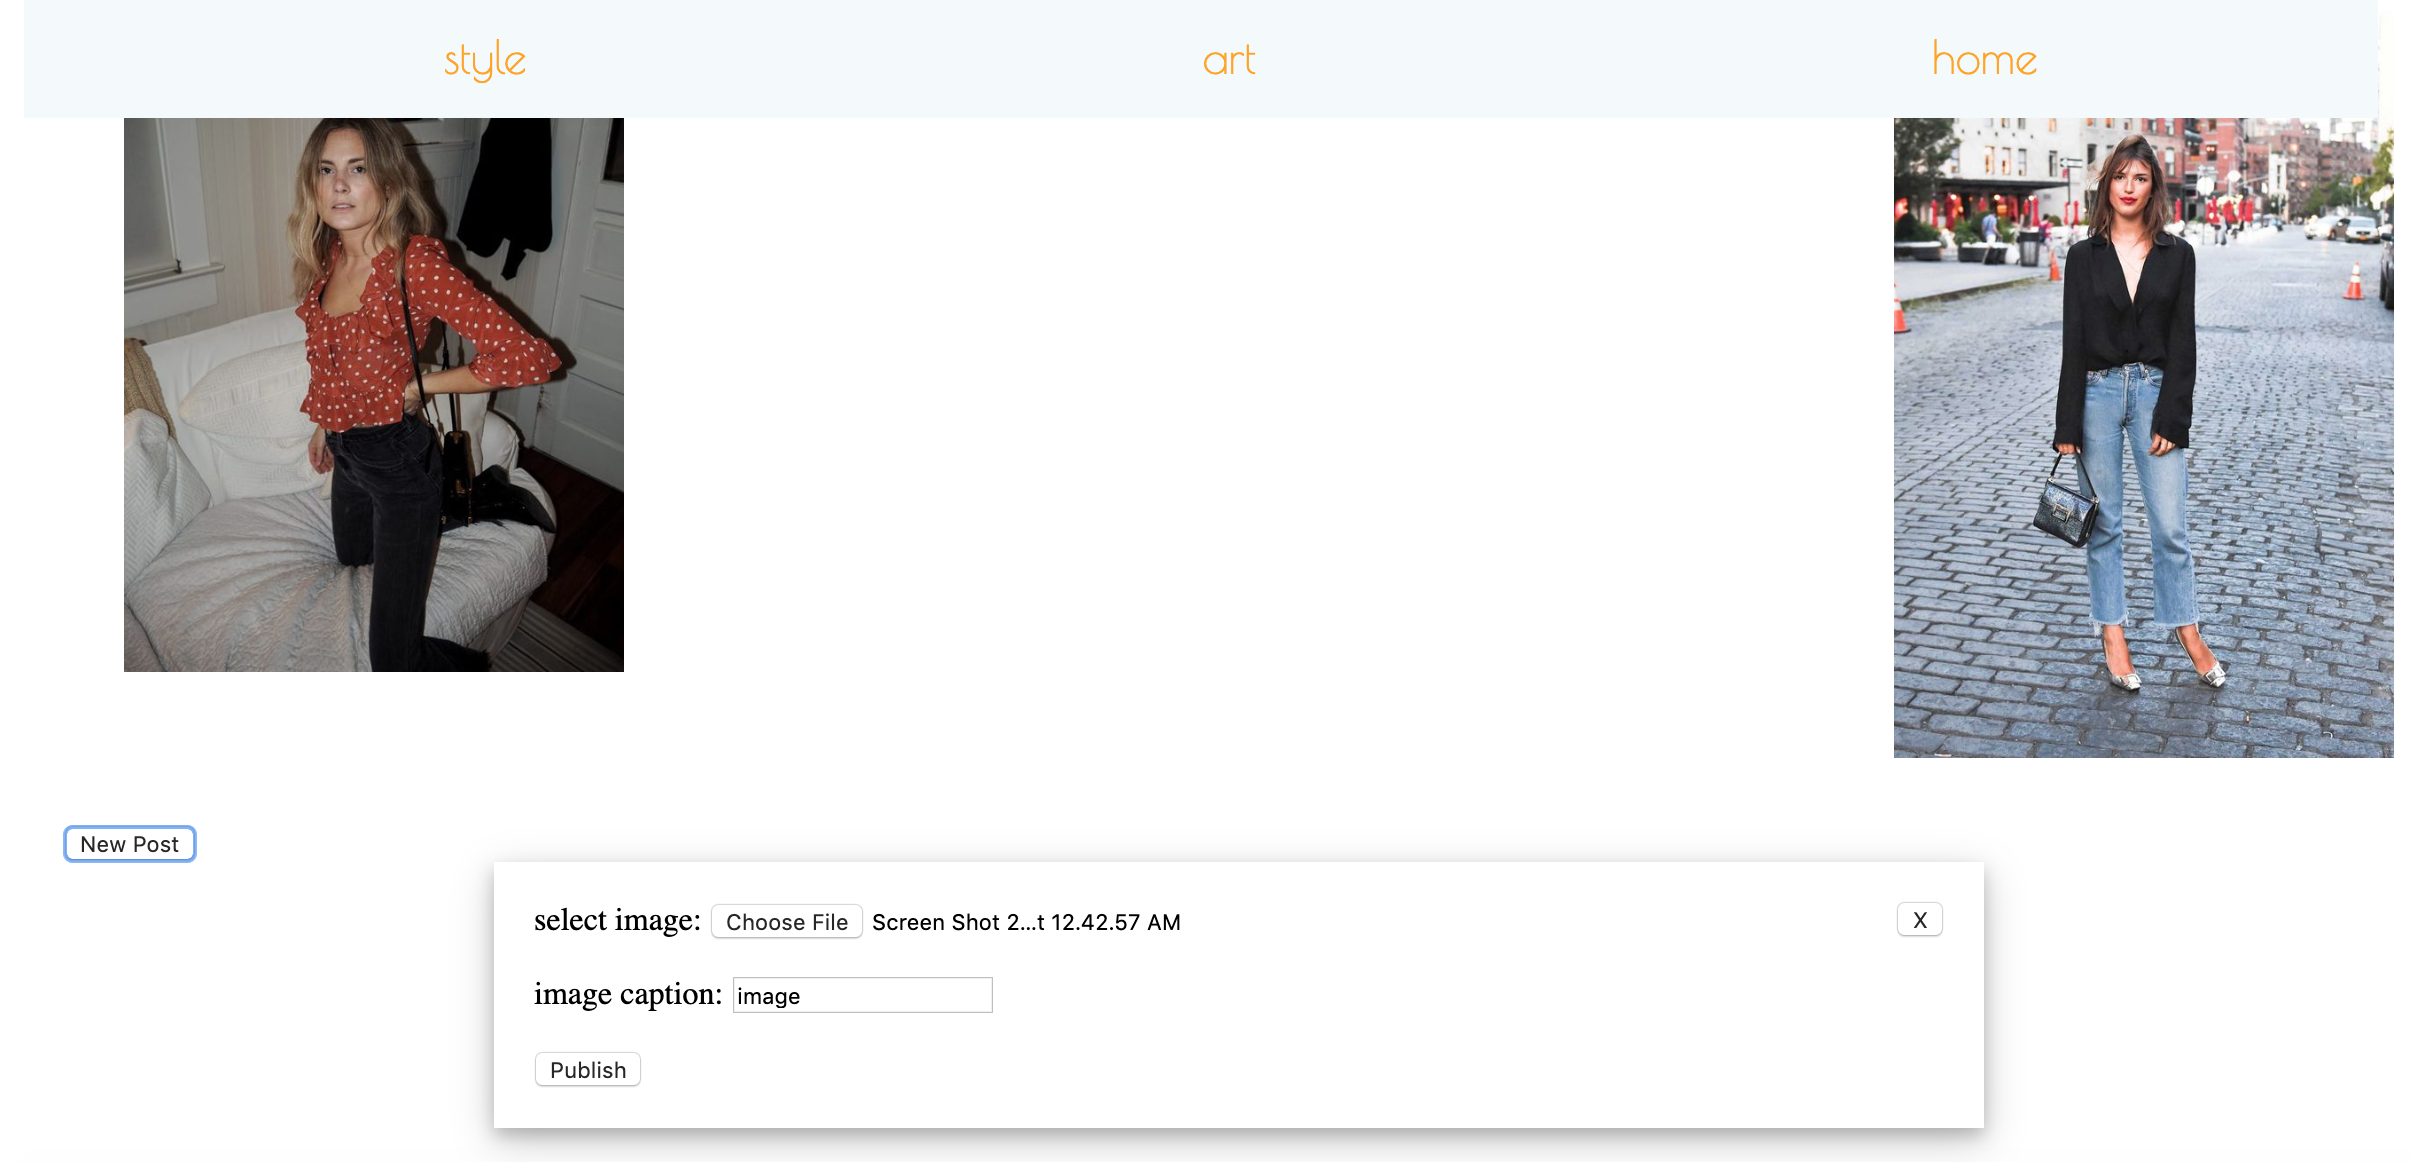 style art home
New Post
select image: Choose File Screen Shot 2...t 12.42.57 AM X
image caption: image
Publish